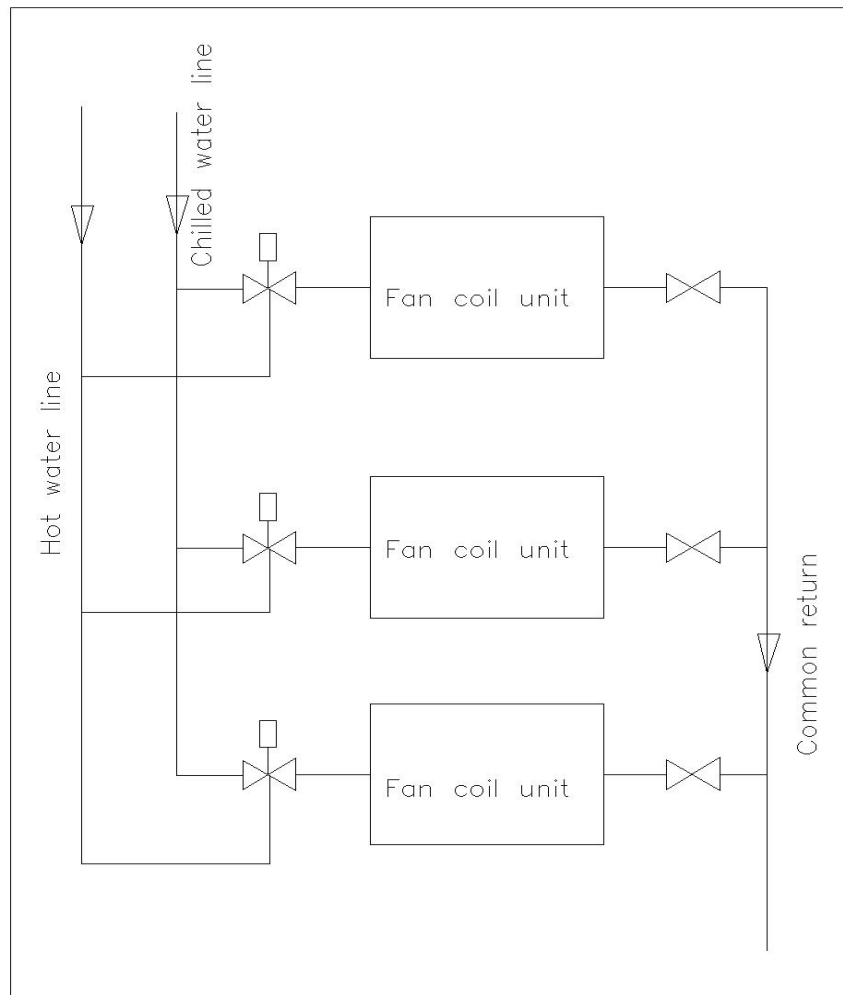 Chilled water line
Fan coil unit
Hot water line
Fan coil unit
Common return
Fan coil unit